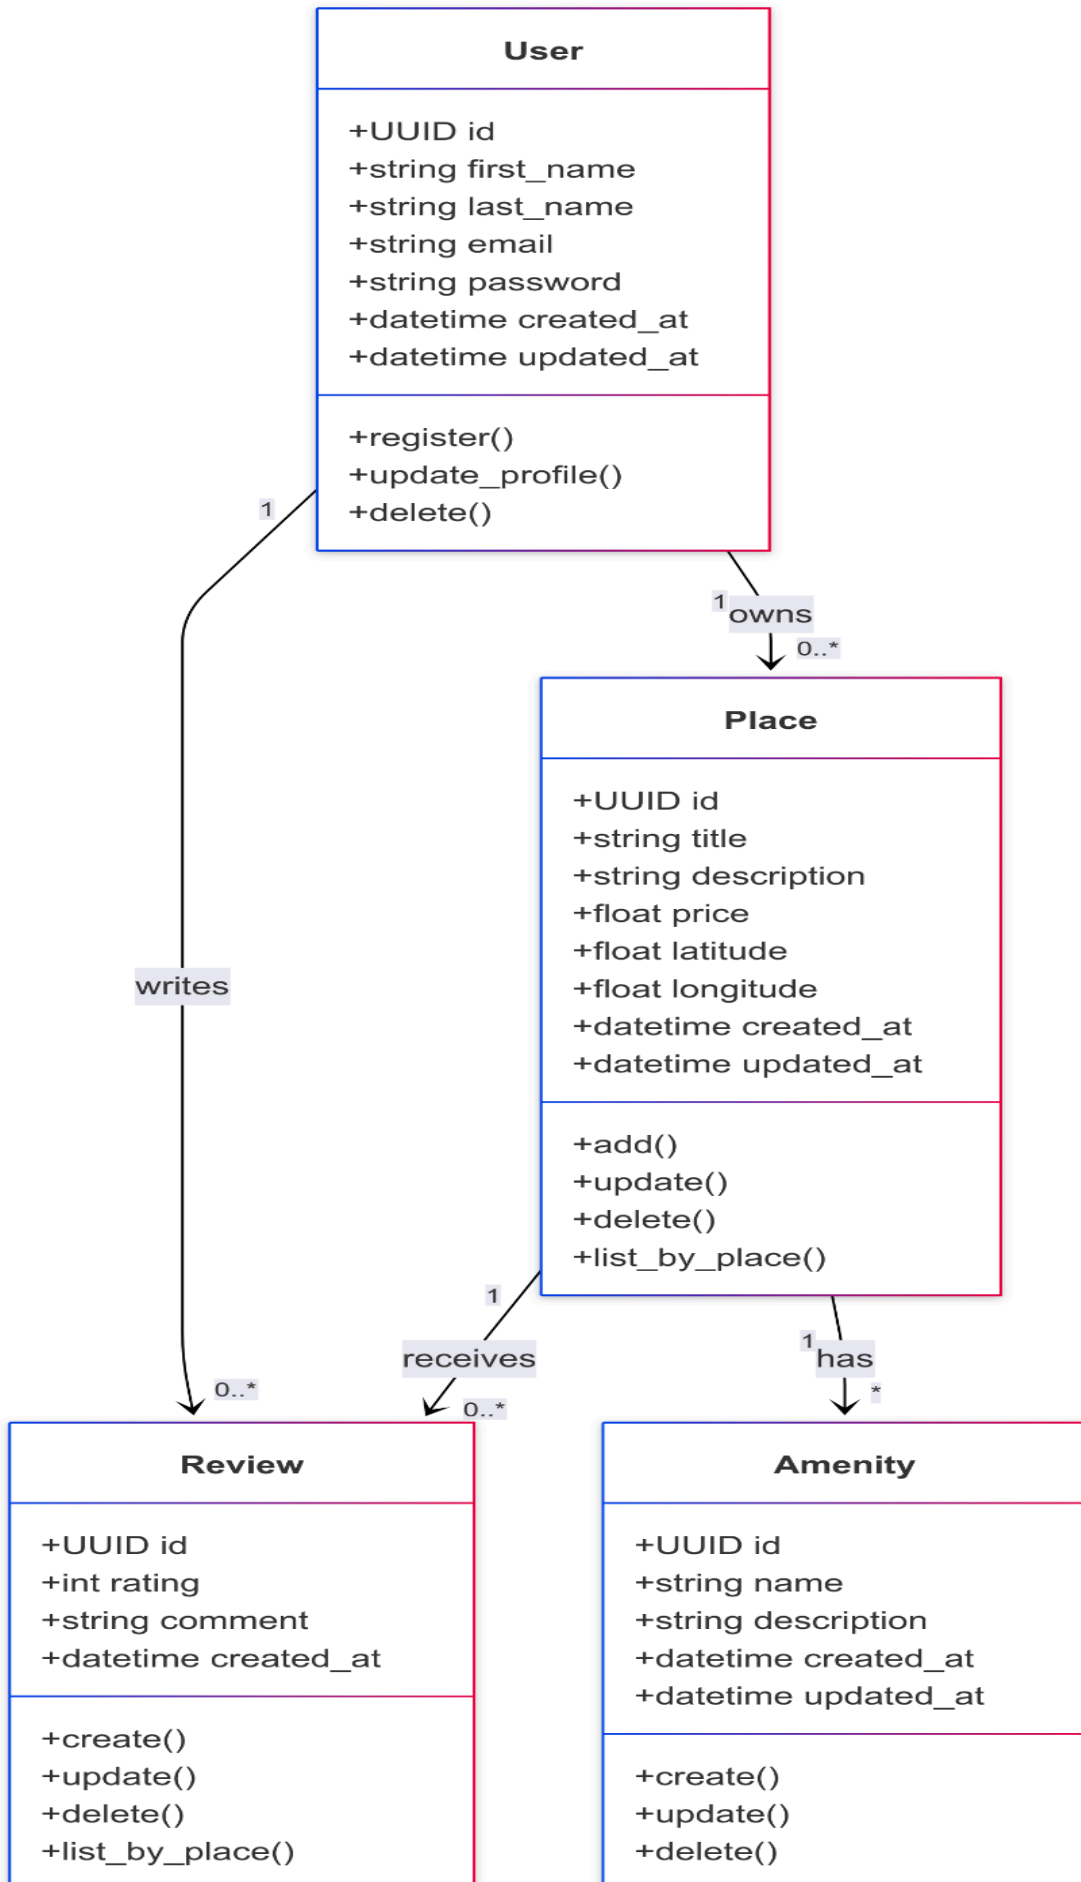 User
+UUID id
+string first_name
+string last_name
+string email
+string password
+datetime created_at
+datetime updated_at
+register()
+update_profile()
+delete()
1
1
owns
0..*
Place
+UUID id
+string title
+string description
+float price
+float latitude
+float longitude
+datetime created_at
+datetime updated_at
+add()
+update()
+delete()
+list_by_place()
writes
1
receives
1
has
0..*
0..*
*
Review
+UUID id
+int rating
+string comment
+datetime created_at
+create()
+update()
+delete()
+list_by_place()
Amenity
+UUID id
+string name
+string description
+datetime created_at
+datetime updated_at
+create()
+update()
+delete()